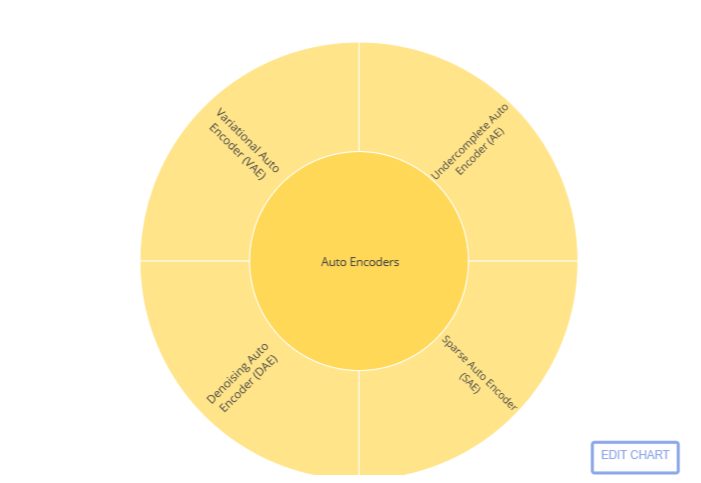 Variational Auto
Encoder (VAE)
Undercomplete Auto
Encoder (AE)
Auto Encoders
Denoising Auto
Encoder (DAE)
Sparse Auto Encoder
(SAE)
EDIT CHART